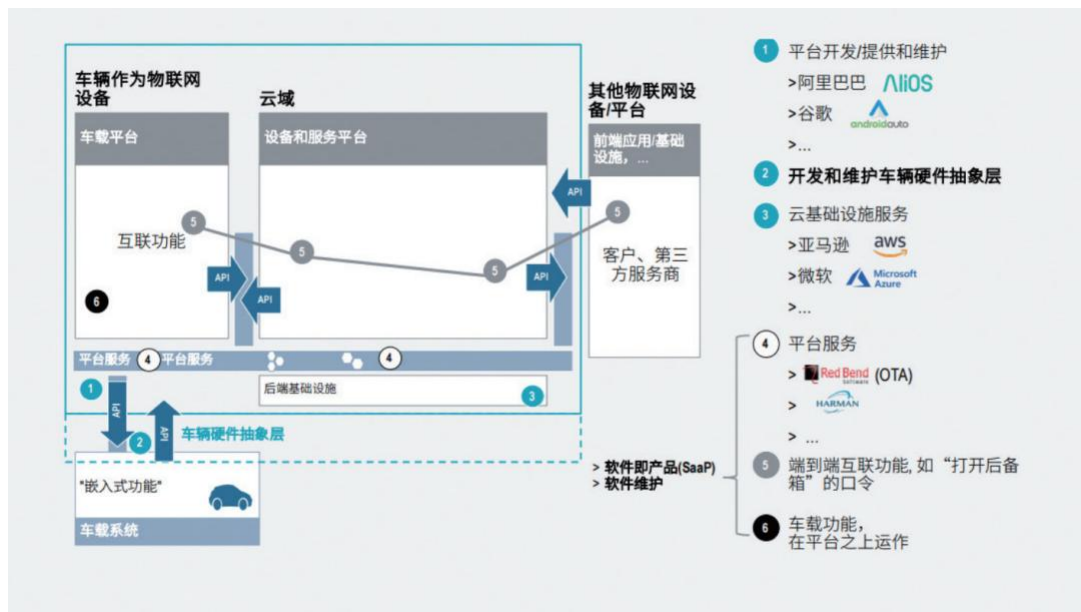 车辆作为物联网
设备
云域
其他物联网设
备/平台
车载平台
设备和服务平台
前端应用/基础
设施，...
API
5
5
5
5
互联功能
客户、第三
方服务商
API
API
API
6
平台服务
4
平台服务
4
1
后端基础设施
3
API
2
API
车辆硬件抽象层
"嵌入式功能"
车载系统
> 软件即产品(SaaP)
> 软件维护
1 平台开发/提供和维护
>阿里巴巴 AliOS
>谷歌 androidauto
>...
2 开发和维护车辆硬件抽象层
3 云基础设施服务
>亚马逊 aws
>微软 Microsoft
Azure
>...
4 平台服务
> Red Bend Software (OTA)
> HARMAN
> ...
5 端到端互联功能, 如“打开后备
箱”的口令
6 车载功能，
在平台之上运作